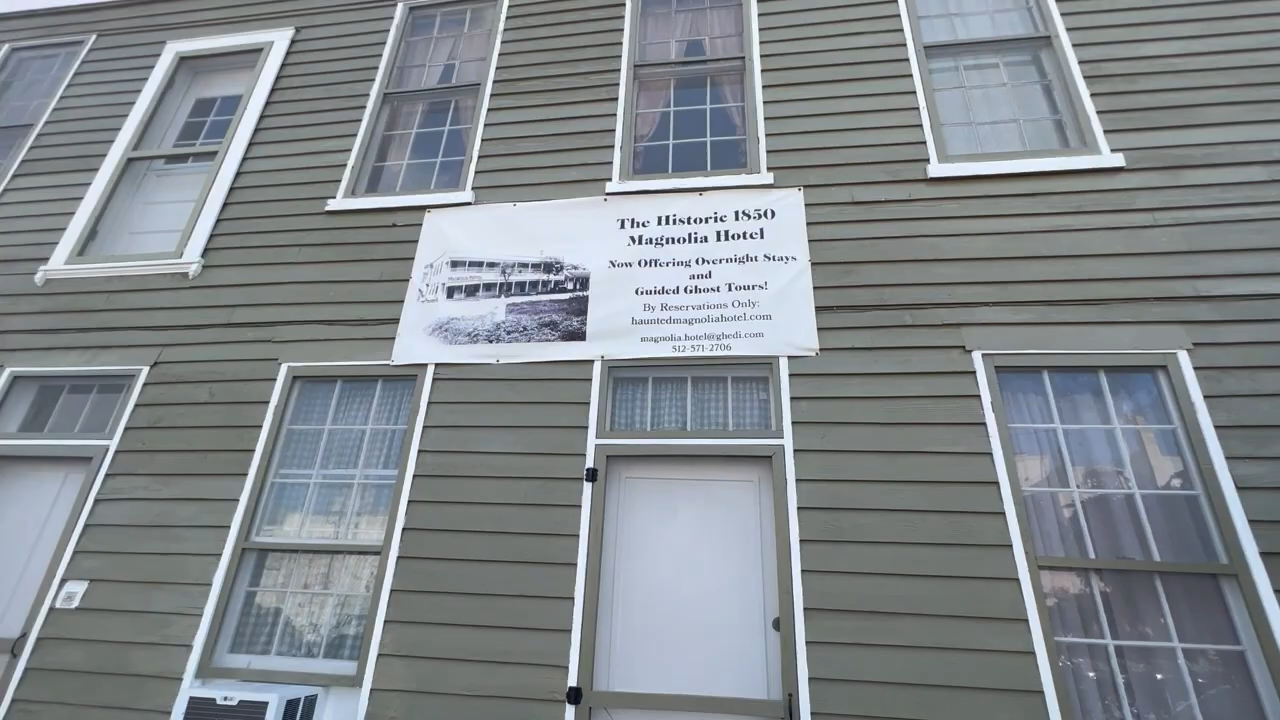 The Historic 1850
Magnolia Hotel
Now Offering Overnight Stays
and
Guided Ghost Tours!
By Reservations Only:
hauntedmagnoliahotel.com
magnolia.hotel@ghedi.com
512-571-2706